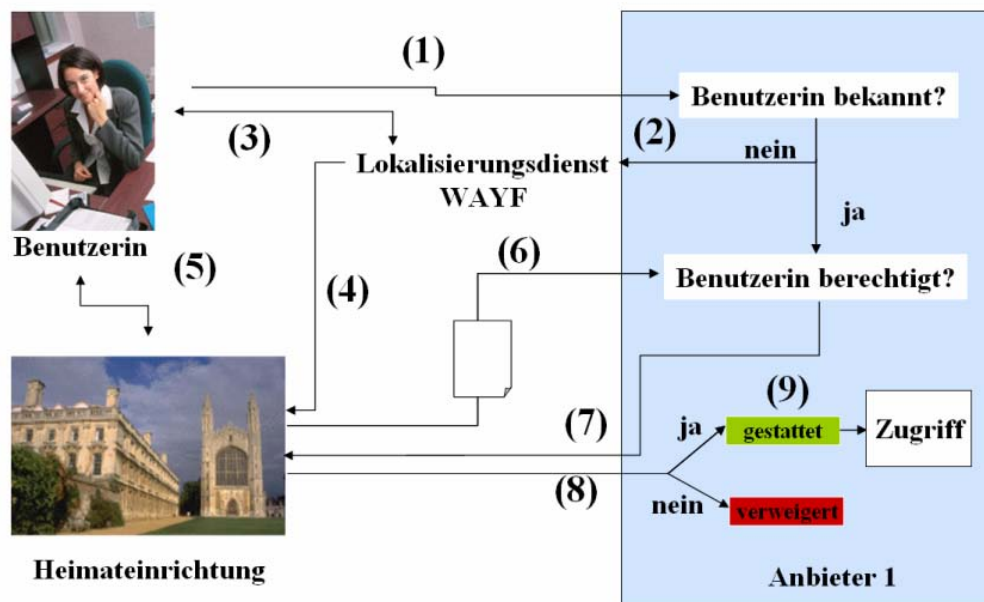 (1)
Benutzerin bekannt?
(2)
nein
(3)
Lokalisierungsdienst
WAYF
ja
Benutzerin
(5)
(4)
(6)
Benutzerin berechtigt?
(7)
(8)
ja
nein
(9)
gestattet
Zugriff
verweigert
Heimateinrichtung
Anbieter 1